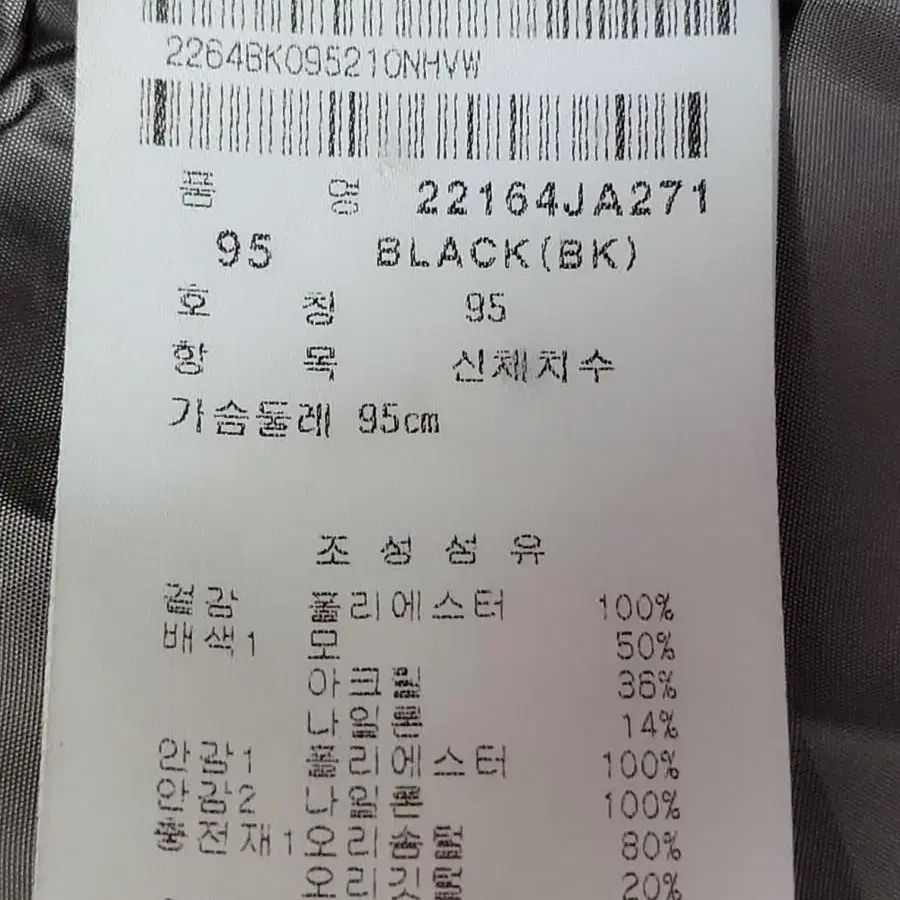 2264BK095210NHVW
품 명 22164JA271
95 BLACK(BK)
호 칭 95
항 목 신체치수
가슴둘레 95cm
조 성 섬 유
겉감 폴리에스터 100%
배색1 모 50%
아크릴 36%
나일론 14%
안감1 폴리에스터 100%
안감2 나일론 100%
충전재1 오리솜털 80%
오리깃털 20%